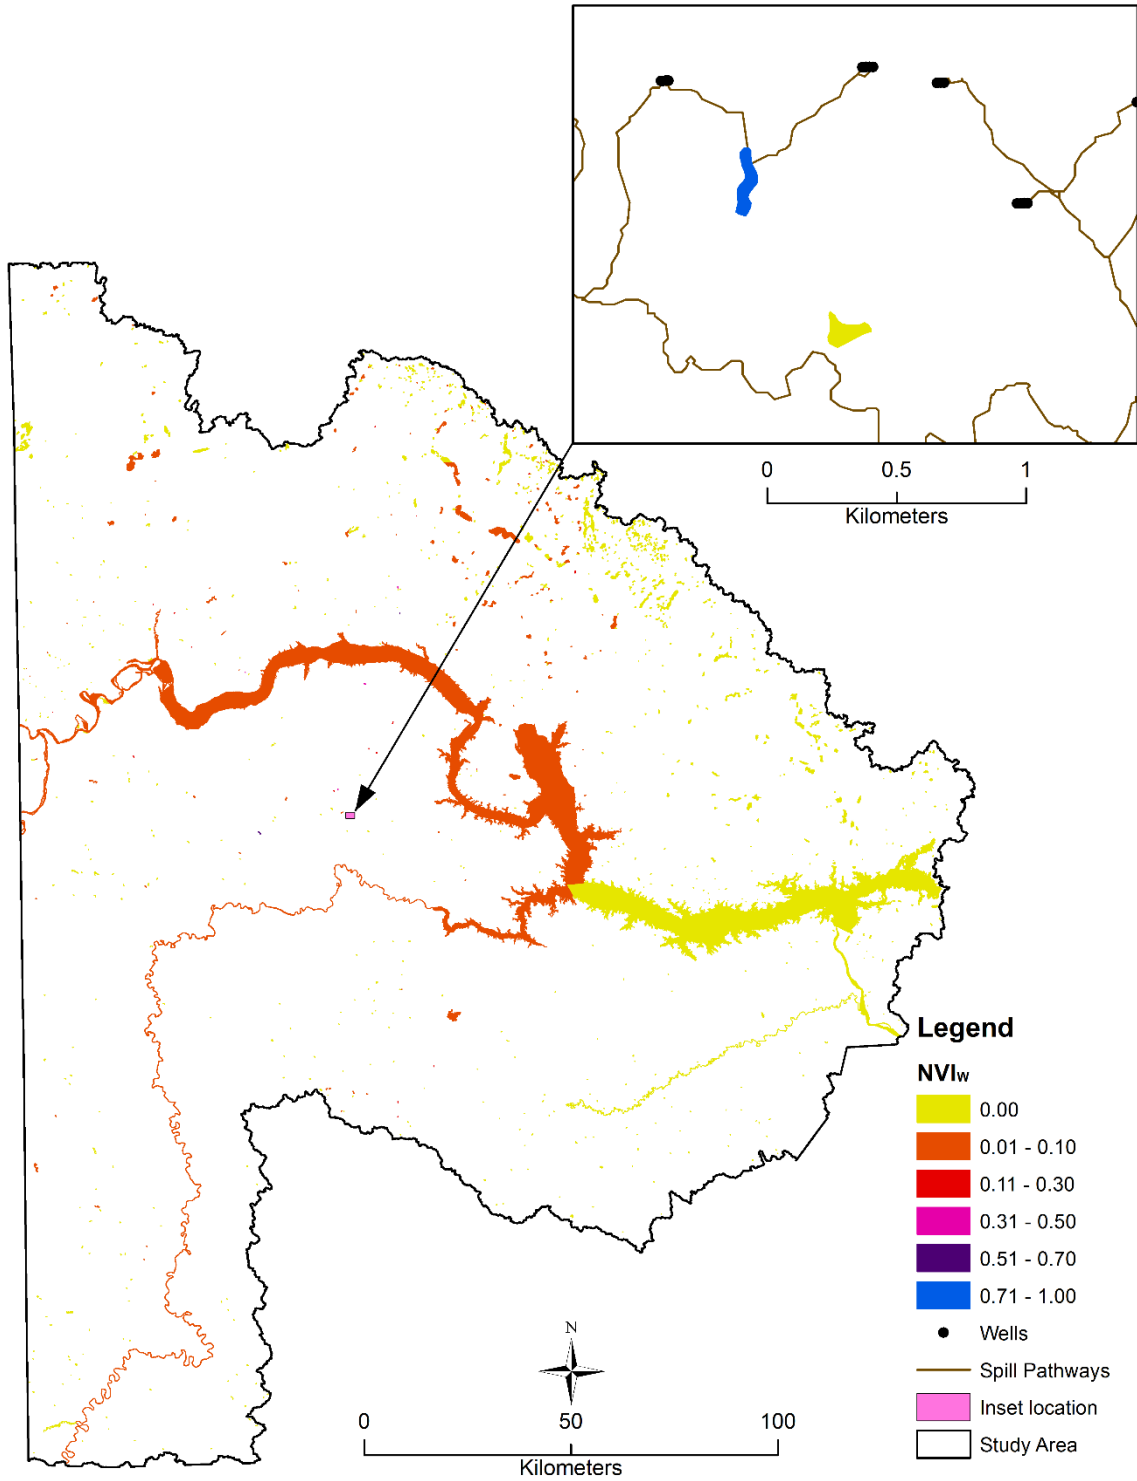 0 0.5 1
Kilometers
Legend
NVIw
0.00
0.01 - 0.10
0.11 - 0.30
0.31 - 0.50
0.51 - 0.70
0.71 - 1.00
Wells
Spill Pathways
Inset location
Study Area
N
0 50 100
Kilometers